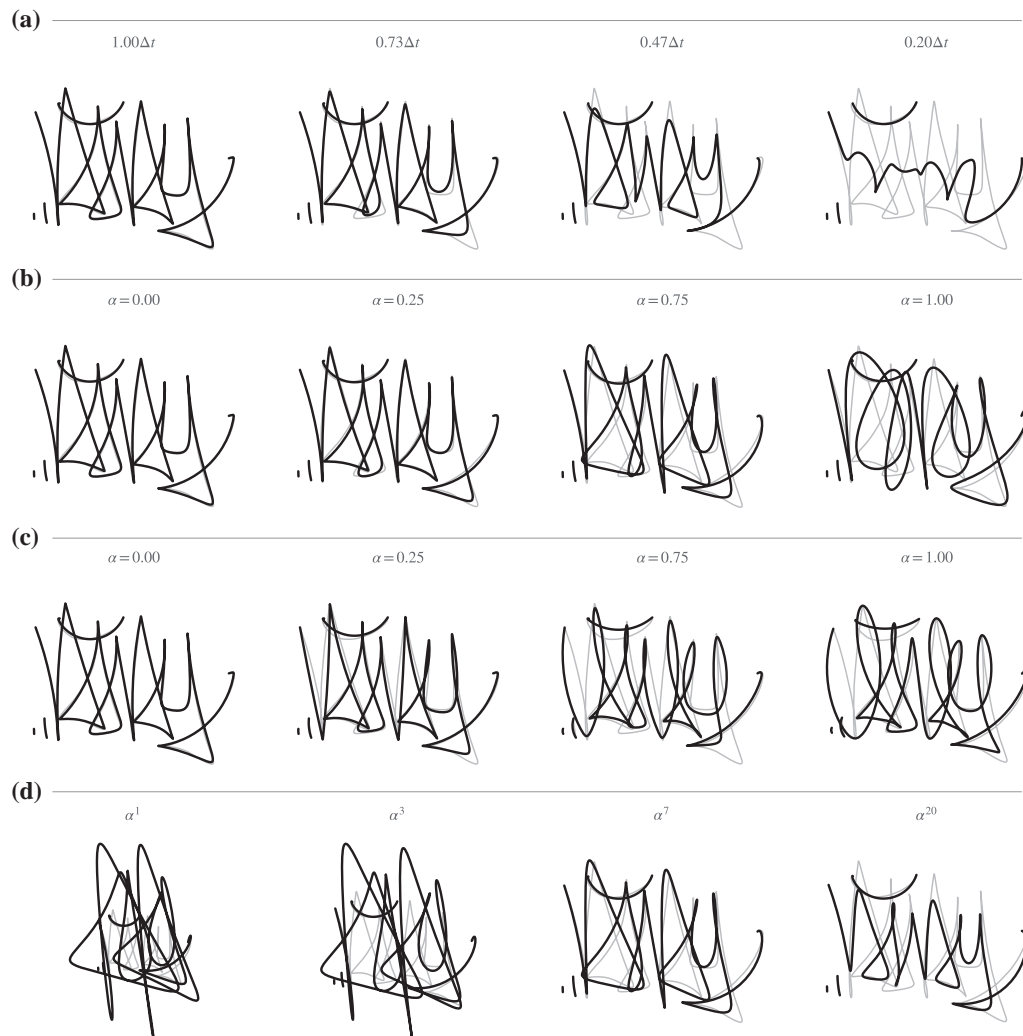 (a)
1.00Δt 0.73Δt 0.47Δt 0.20Δt
(b)
α=0.00 α=0.25 α=0.75 α=1.00
(c)
α=0.00 α=0.25 α=0.75 α=1.00
(d)
α¹ α³ α⁷ α²⁰